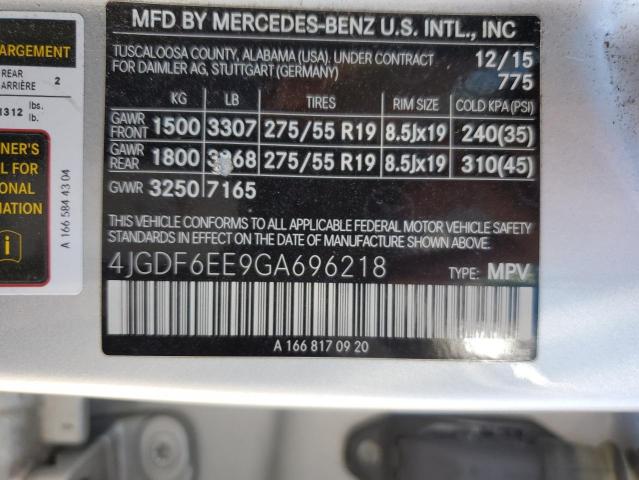 ARGEMENT
REAR 2
ARRIÈRE
1312 lbs.
lb.
NER'S
L FOR
ONAL
MATION
i
A 166 584 43 04
MFD BY MERCEDES-BENZ U.S. INTL., INC
TUSCALOOSA COUNTY, ALABAMA (USA). UNDER CONTRACT 12/15
FOR DAIMLER AG, STUTTGART (GERMANY) 775
KG LB TIRES RIM SIZE COLD KPA (PSI)
GAWR FRONT 1500 3307 275/55 R19 8.5Jx19 240(35)
GAWR REAR 1800 3968 275/55 R19 8.5Jx19 310(45)
GVWR 3250 7165
THIS VEHICLE CONFORMS TO ALL APPLICABLE FEDERAL MOTOR VEHICLE SAFETY
STANDARDS IN EFFECT ON THE DATE OF MANUFACTURE SHOWN ABOVE.
4JGDF6EE9GA696218 TYPE: MPV
A 166 817 09 20